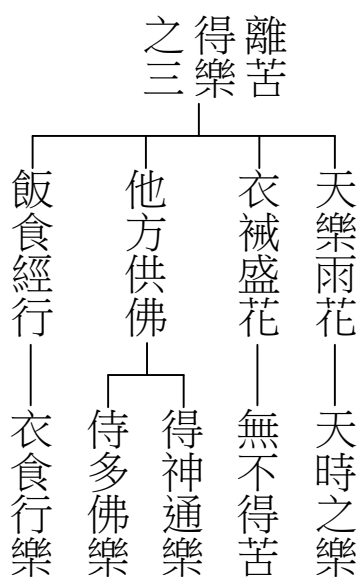 離苦
得樂
之三
天樂雨花
衣裓盛花
他方供佛
飯食經行
天時之樂
無不得苦
得神通樂
侍多佛樂
衣食行樂